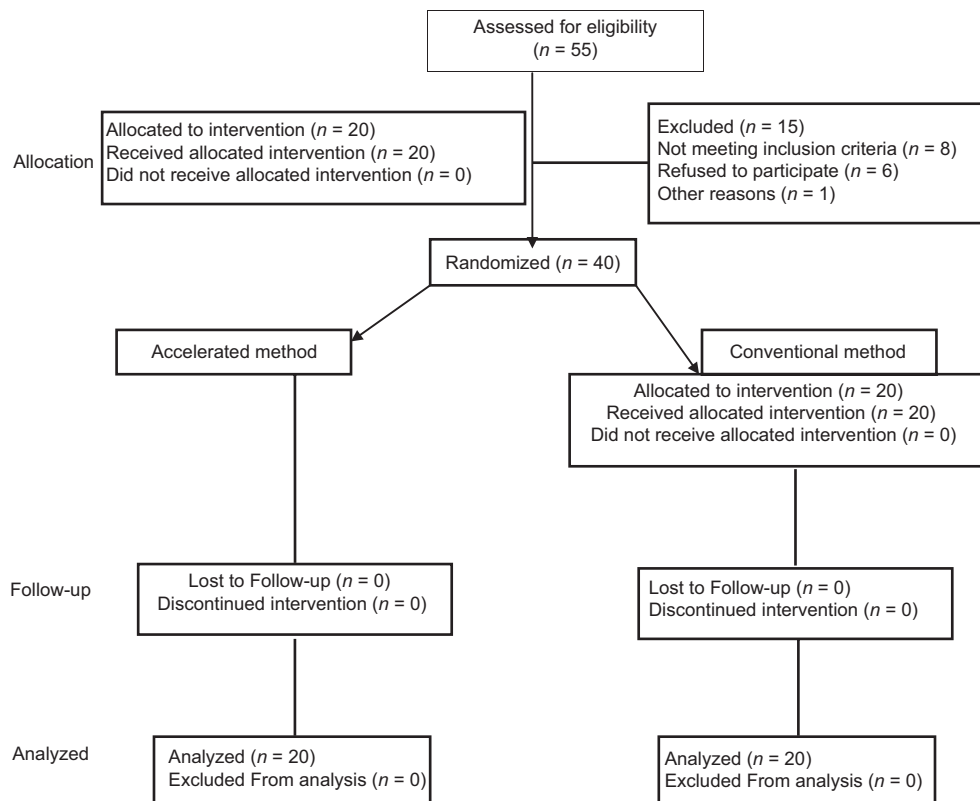 Assessed for eligibility
(n = 55)
Allocation
Allocated to intervention (n = 20)
Received allocated intervention (n = 20)
Did not receive allocated intervention (n = 0)
Excluded (n = 15)
Not meeting inclusion criteria (n = 8)
Refused to participate (n = 6)
Other reasons (n = 1)
Randomized (n = 40)
Accelerated method
Conventional method
Allocated to intervention (n = 20)
Received allocated intervention (n = 20)
Did not receive allocated intervention (n = 0)
Follow-up
Lost to Follow-up (n = 0)
Discontinued intervention (n = 0)
Lost to Follow-up (n = 0)
Discontinued intervention (n = 0)
Analyzed
Analyzed (n = 20)
Excluded From analysis (n = 0)
Analyzed (n = 20)
Excluded From analysis (n = 0)